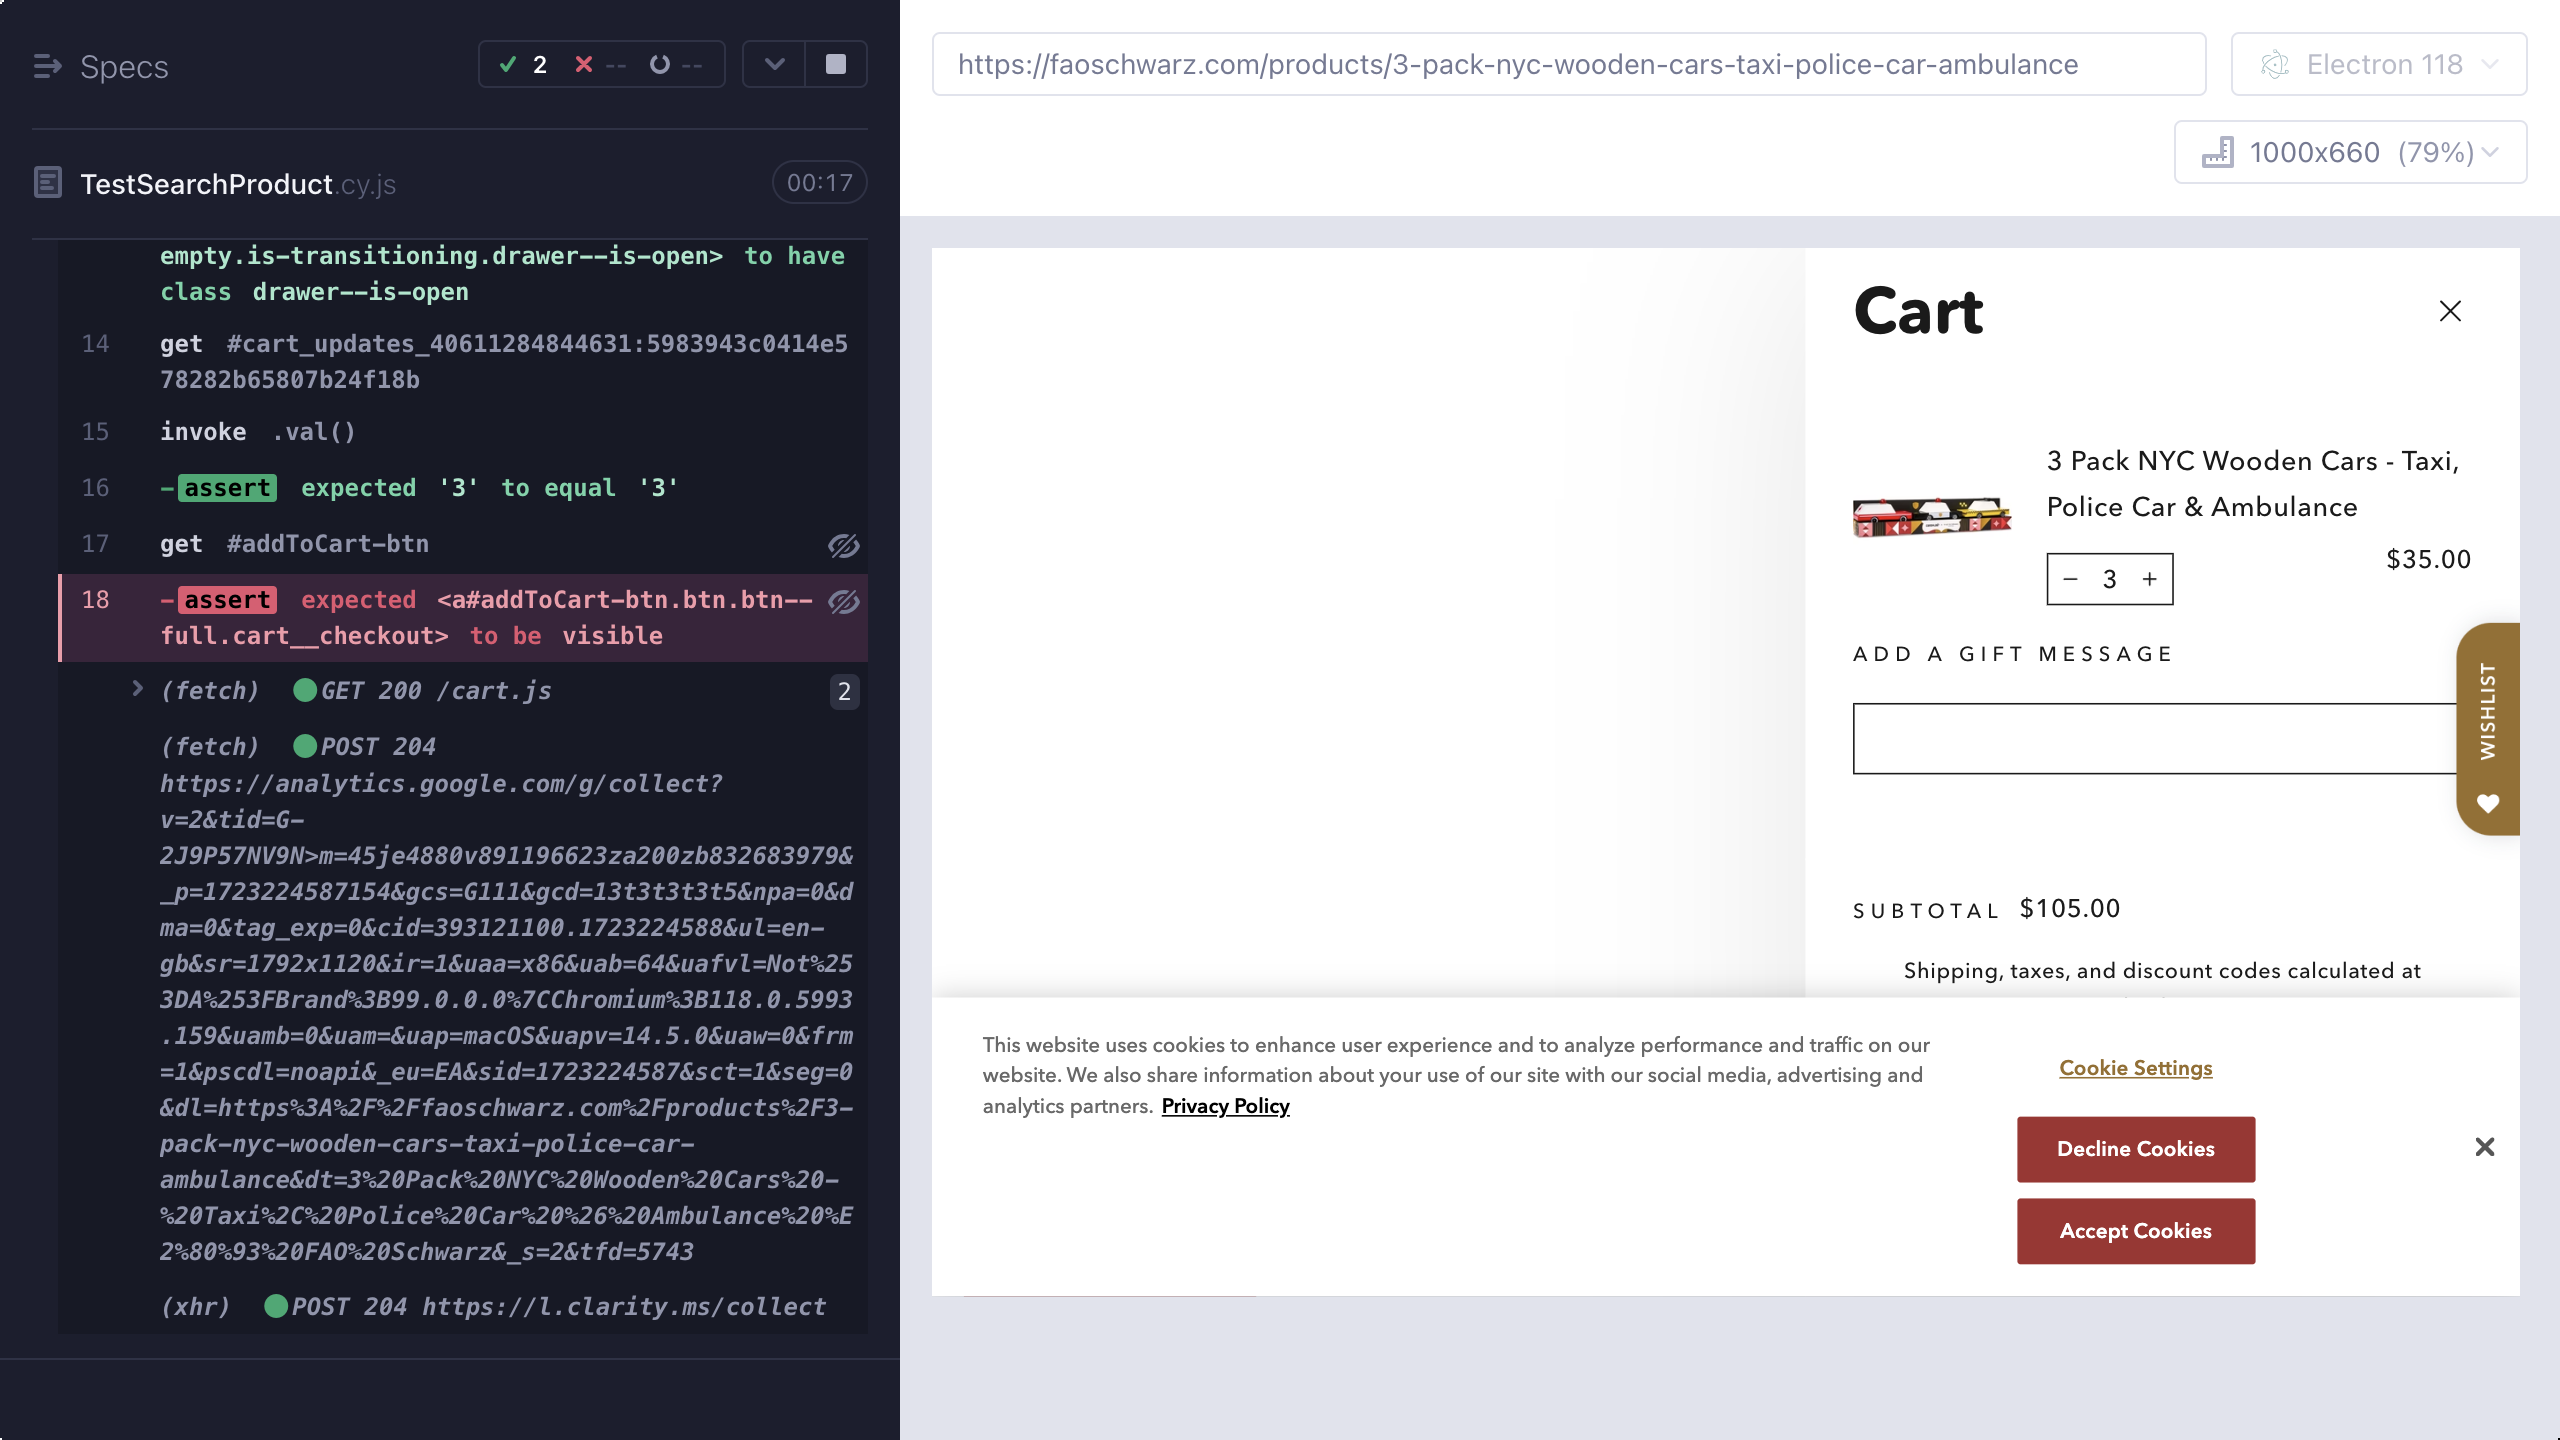 Specs
2 -- --
TestSearchProduct.cy.js
00:17
empty.is-transitioning.drawer--is-open> to have
class drawer--is-open
14 get #cart_updates_40611284844631:5983943c0414e5
78282b65807b24f18b
15 invoke .val()
16 -assert expected '3' to equal '3'
17 get #addToCart-btn
18 -assert expected <a#addToCart-btn.btn.btn--
full.cart__checkout> to be visible
(fetch) GET 200 /cart.js 2
(fetch) POST 204
https://analytics.google.com/g/collect?
v=2&tid=G-
2J9P57NV9N>m=45je4880v891196623za200zb832683979&
_p=1723224587154&gcs=G111&gcd=13t3t3t3t5&npa=0&d
ma=0&tag_exp=0&cid=393121100.1723224588&ul=en-
gb&sr=1792x1120&ir=1&uaa=x86&uab=64&uafvl=Not%25
3DA%253FBrand%3B99.0.0.0%7CChromium%3B118.0.5993
.159&uamb=0&uam=&uap=macOS&uapv=14.5.0&uaw=0&frm
=1&pscdl=noapi&_eu=EA&sid=1723224587&sct=1&seg=0
&dl=https%3A%2F%2Ffaoschwarz.com%2Fproducts%2F3-
pack-nyc-wooden-cars-taxi-police-car-
ambulance&dt=3%20Pack%20NYC%20Wooden%20Cars%20-
%20Taxi%2C%20Police%20Car%20%26%20Ambulance%20%E
2%80%93%20FAO%20Schwarz&_s=2&tfd=5743
(xhr) POST 204 https://l.clarity.ms/collect
https://faoschwarz.com/products/3-pack-nyc-wooden-cars-taxi-police-car-ambulance
Electron 118
1000x660 (79%)
Cart
3 Pack NYC Wooden Cars - Taxi,
Police Car & Ambulance
− 3 +
$35.00
ADD A GIFT MESSAGE
WISHLIST
SUBTOTAL $105.00
Shipping, taxes, and discount codes calculated at
This website uses cookies to enhance user experience and to analyze performance and traffic on our
website. We also share information about your use of our site with our social media, advertising and
analytics partners. Privacy Policy
Cookie Settings
Decline Cookies
Accept Cookies